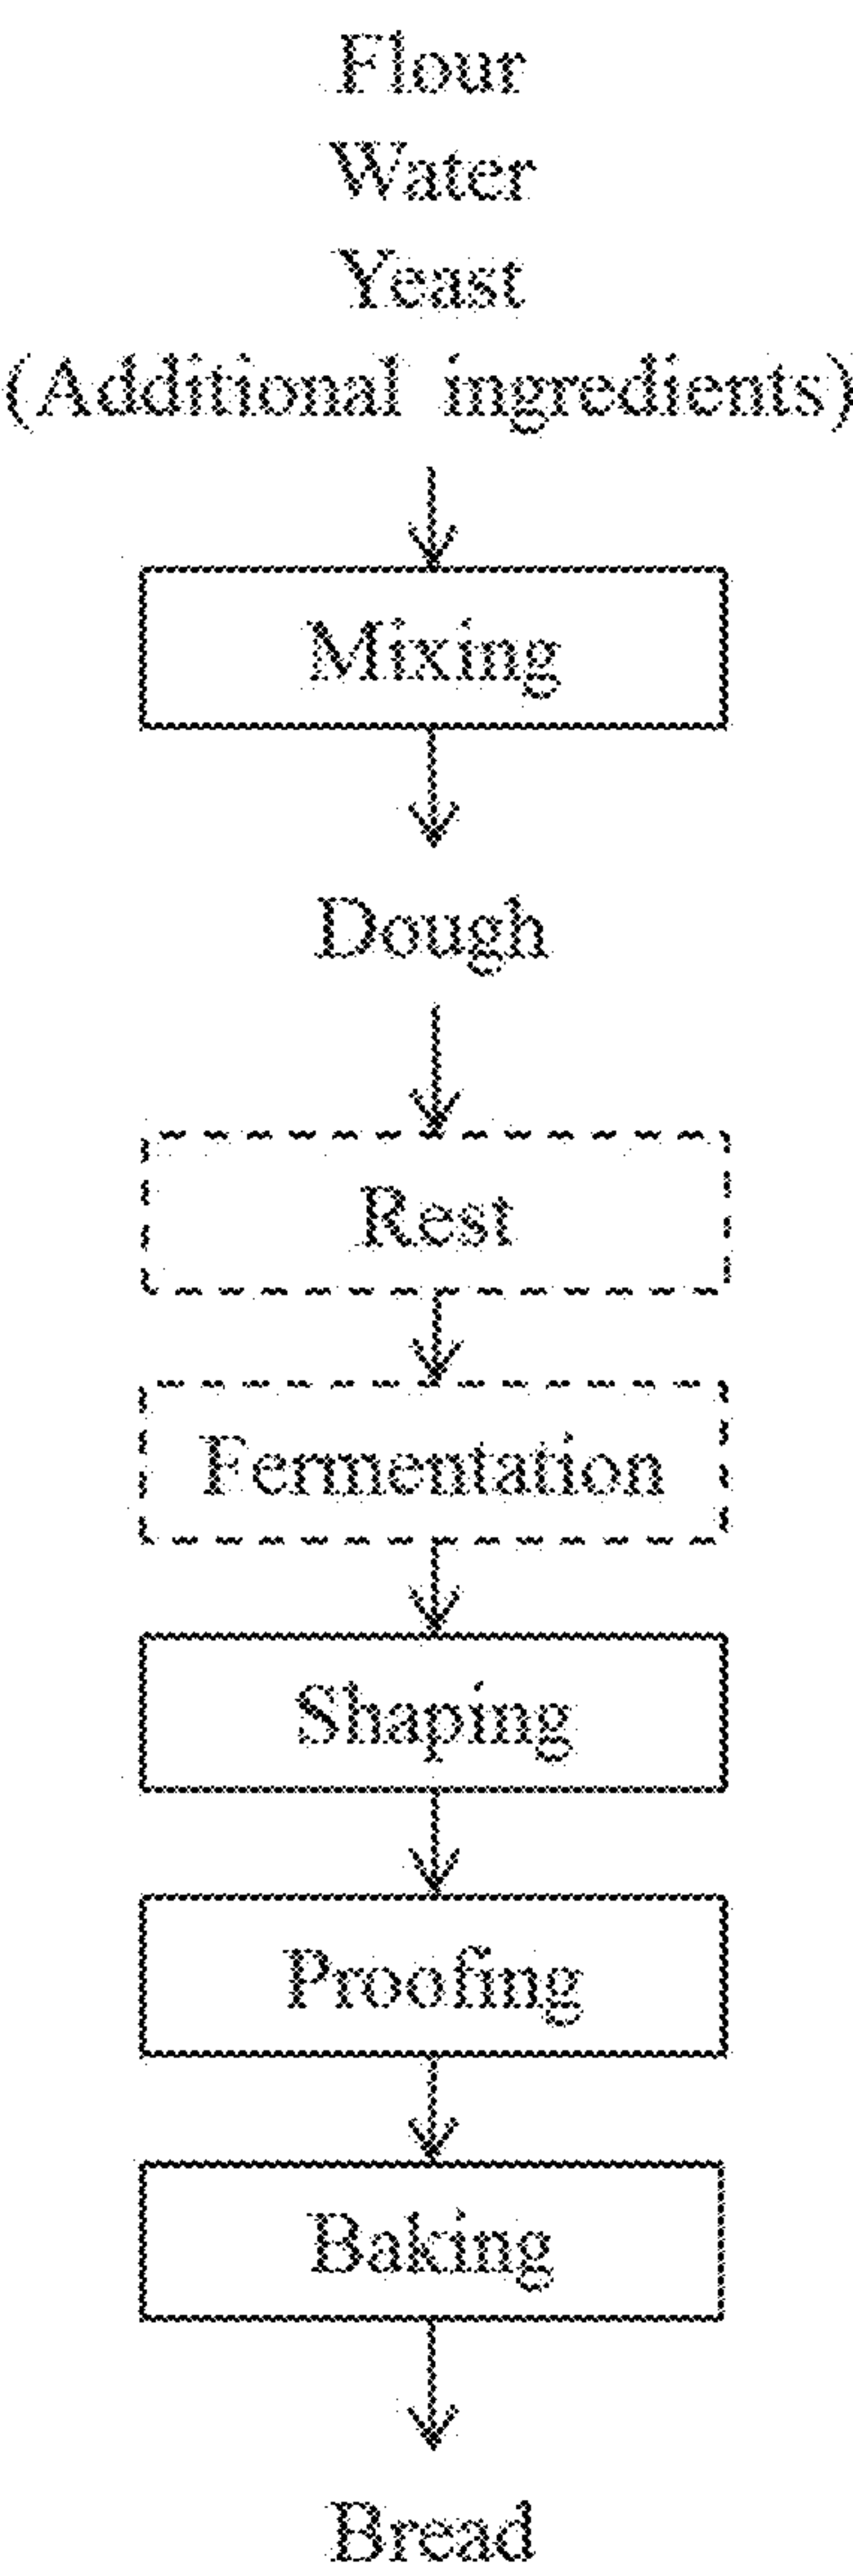 Flour
Water
Yeast
(Additional ingredients)
Mixing
Dough
Rest
Fermentation
Shaping
Proofing
Baking
Bread